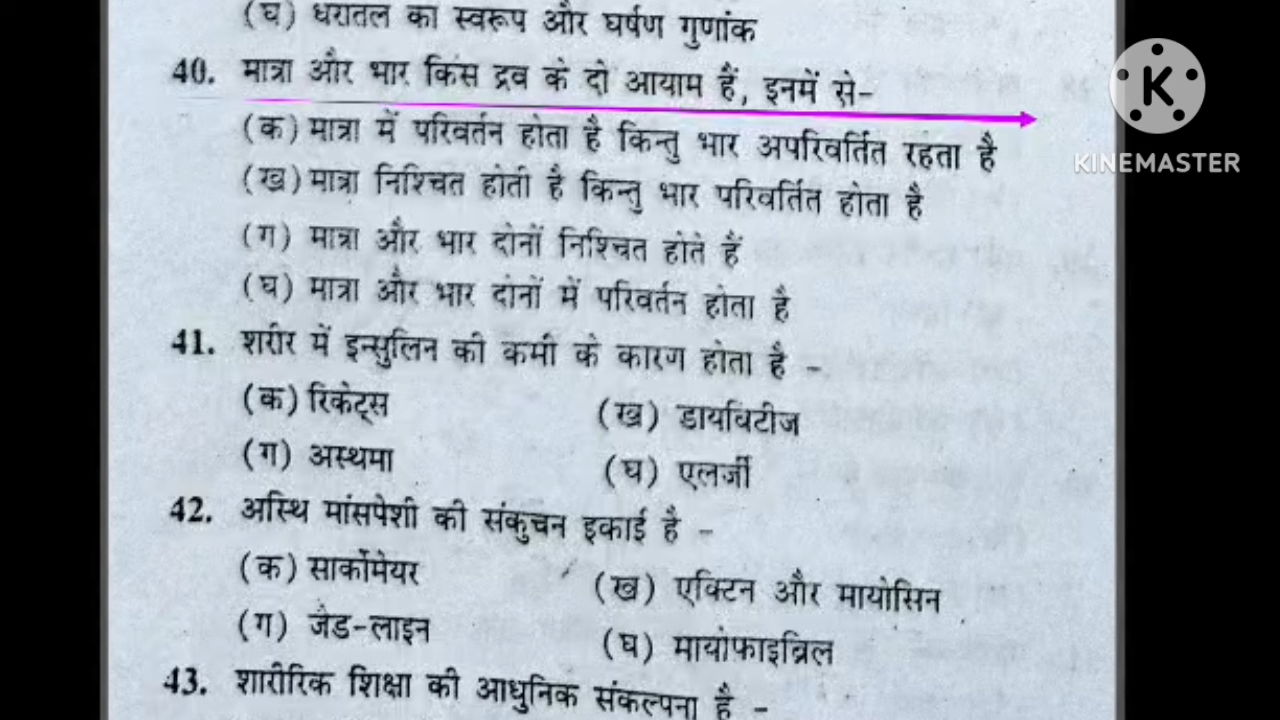 (घ) धरातल का स्वरूप और घर्षण गुणांक
40. मात्रा और भार किस द्रव के दो आयाम हैं, इनमें से-
(क) मात्रा में परिवर्तन होता है किन्तु भार अपरिवर्तित रहता है
(ख) मात्रा निश्चित होती है किन्तु भार परिवर्तित होता है
(ग) मात्रा और भार दोनों निश्चित होते हैं
(घ) मात्रा और भार दोनों में परिवर्तन होता है
41. शरीर में इन्सुलिन की कमी के कारण होता है -
(क) रिकेट्स (ख) डायबिटीज
(ग) अस्थमा (घ) एलर्जी
42. अस्थि मांसपेशी की संकुचन इकाई है -
(क) सार्कोमेयर (ख) एक्टिन और मायोसिन
(ग) जैड-लाइन (घ) मायोफाइब्रिल
43. शारीरिक शिक्षा की आधुनिक संकल्पना है -
K
KINEMASTER